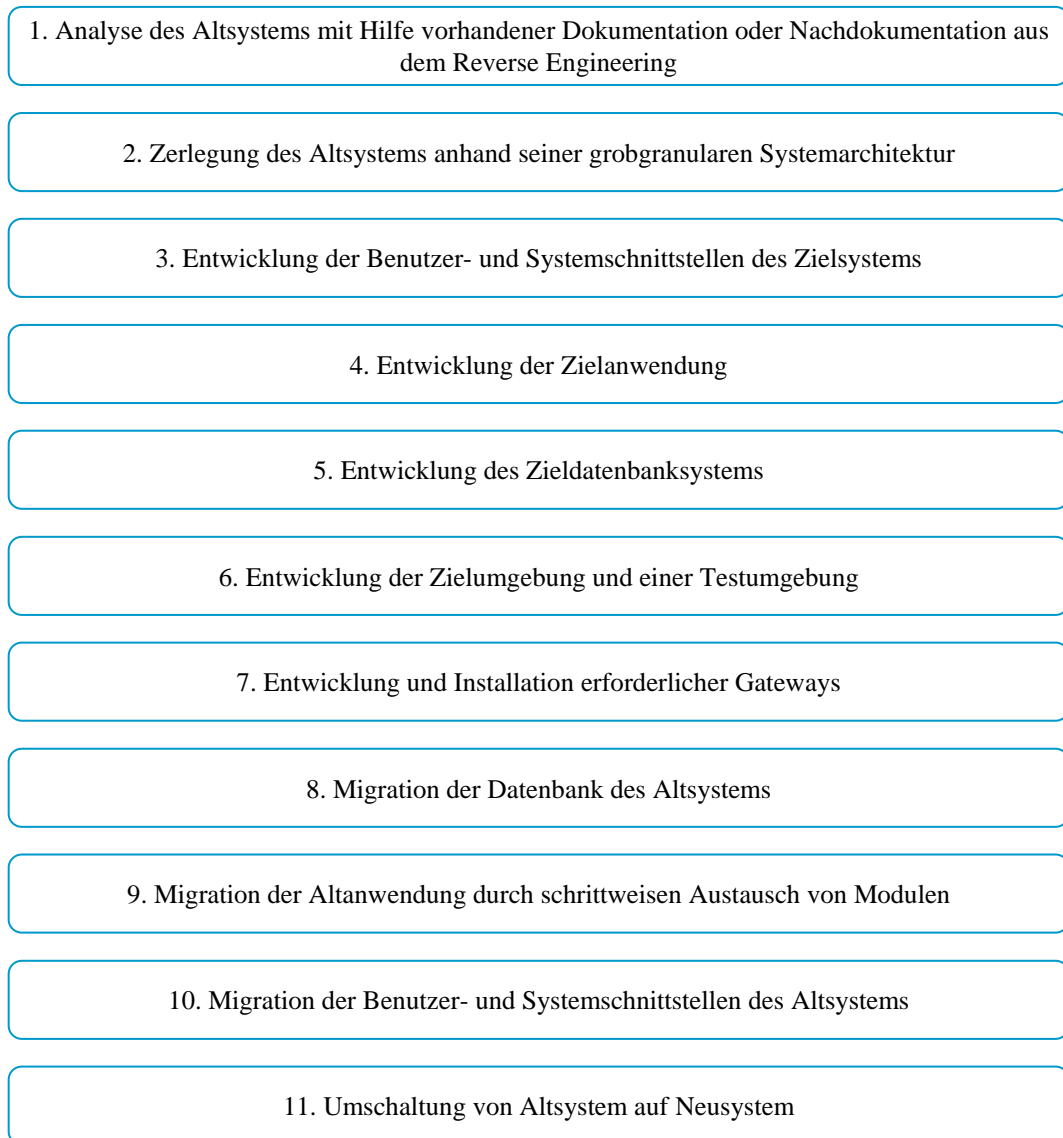 1. Analyse des Altsystems mit Hilfe vorhandener Dokumentation oder Nachdokumentation aus
dem Reverse Engineering
2. Zerlegung des Altsystems anhand seiner grobgranularen Systemarchitektur
3. Entwicklung der Benutzer- und Systemschnittstellen des Zielsystems
4. Entwicklung der Zielanwendung
5. Entwicklung des Zieldatenbanksystems
6. Entwicklung der Zielumgebung und einer Testumgebung
7. Entwicklung und Installation erforderlicher Gateways
8. Migration der Datenbank des Altsystems
9. Migration der Altanwendung durch schrittweisen Austausch von Modulen
10. Migration der Benutzer- und Systemschnittstellen des Altsystems
11. Umschaltung von Altsystem auf Neusystem